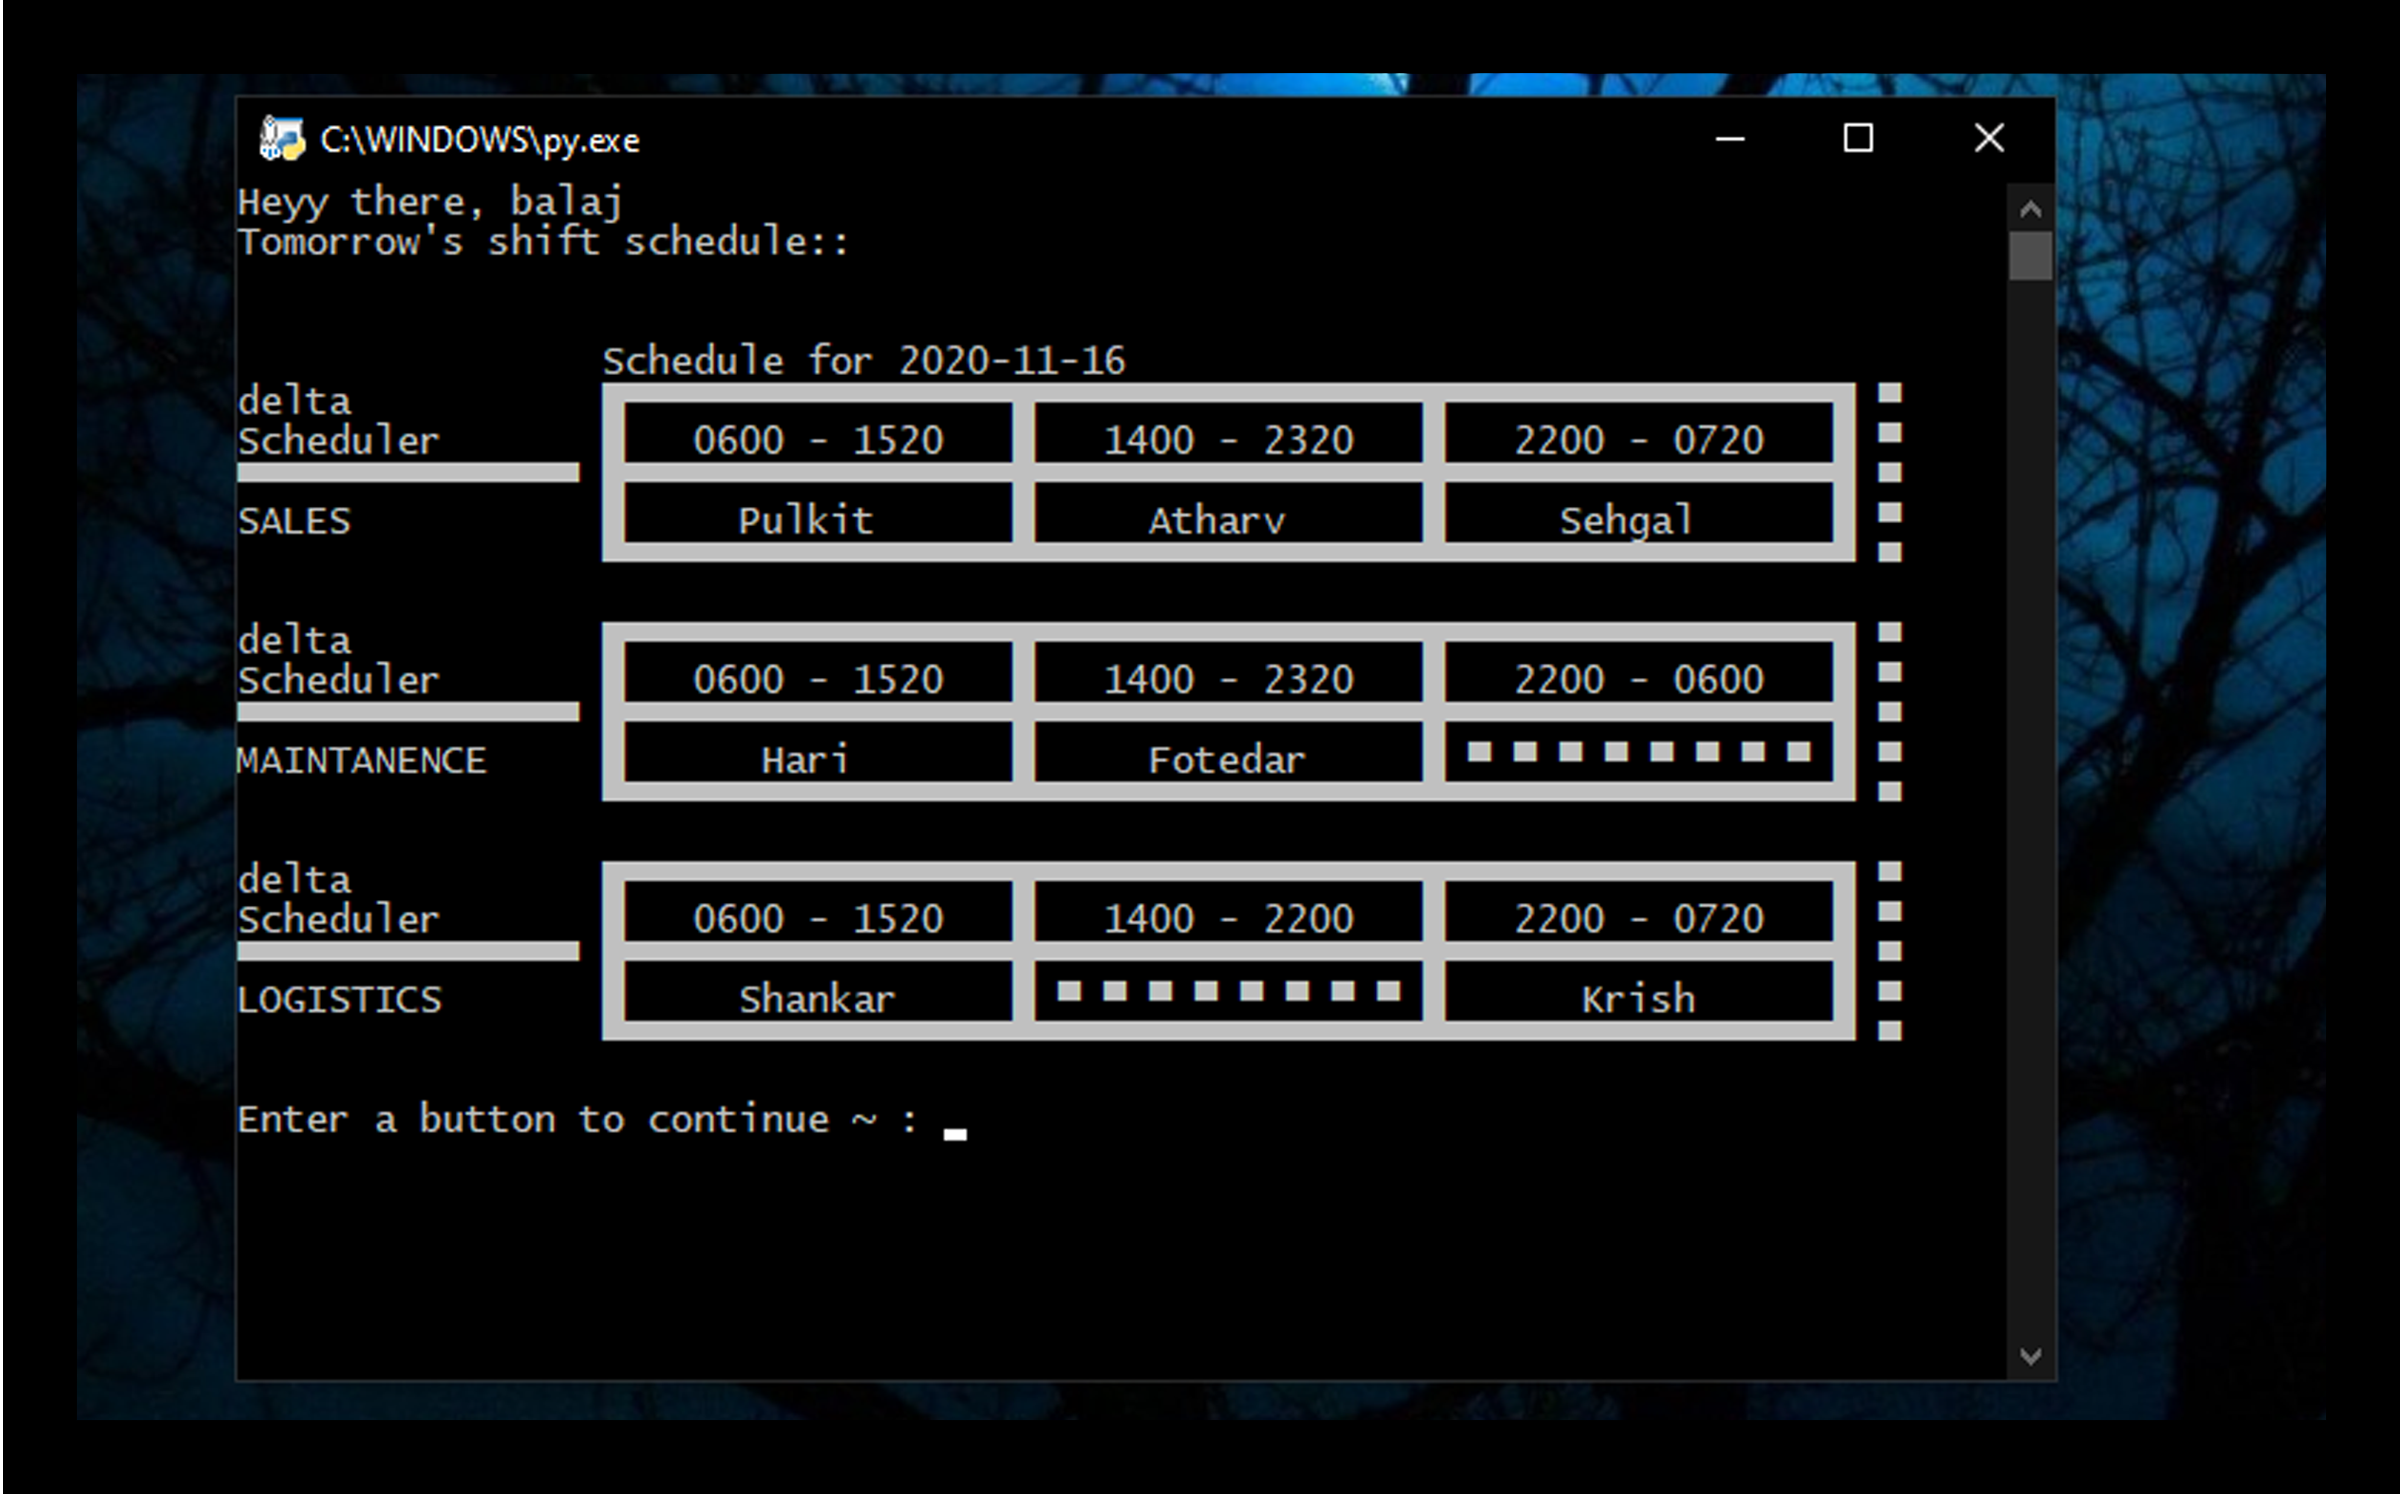 C:\WINDOWS\py.exe
Heyy there, balaj
Tomorrow's shift schedule::
Schedule for 2020-11-16
delta
Scheduler
0600 - 1520 1400 - 2320 2200 - 0720
SALES Pulkit Atharv Sehgal
delta
Scheduler
0600 - 1520 1400 - 2320 2200 - 0600
MAINTANENCE Hari Fotedar
delta
Scheduler
0600 - 1520 1400 - 2200 2200 - 0720
LOGISTICS Shankar Krish
Enter a button to continue ~ :